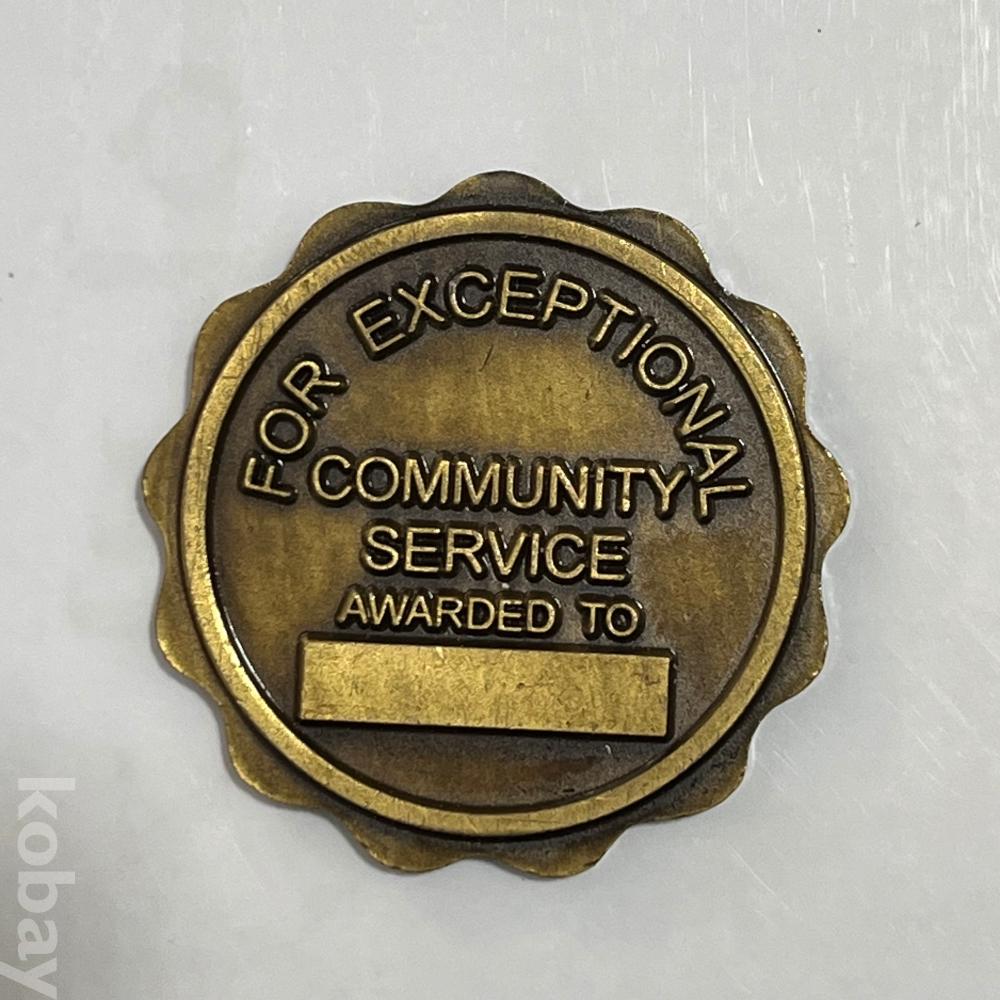 FOR EXCEPTIONAL
COMMUNITY
SERVICE
AWARDED TO
kobay